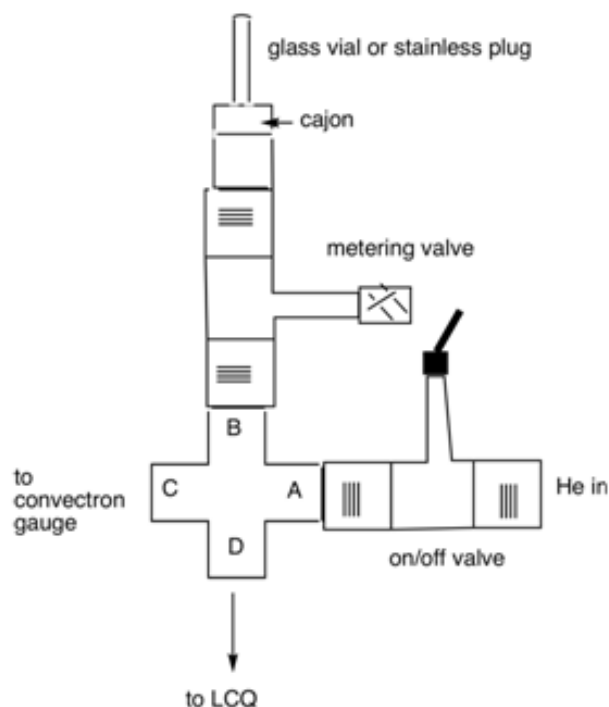 glass vial or stainless plug
cajon
metering valve
B
to
convectron
gauge
C
A
He in
D
on/off valve
to LCQ